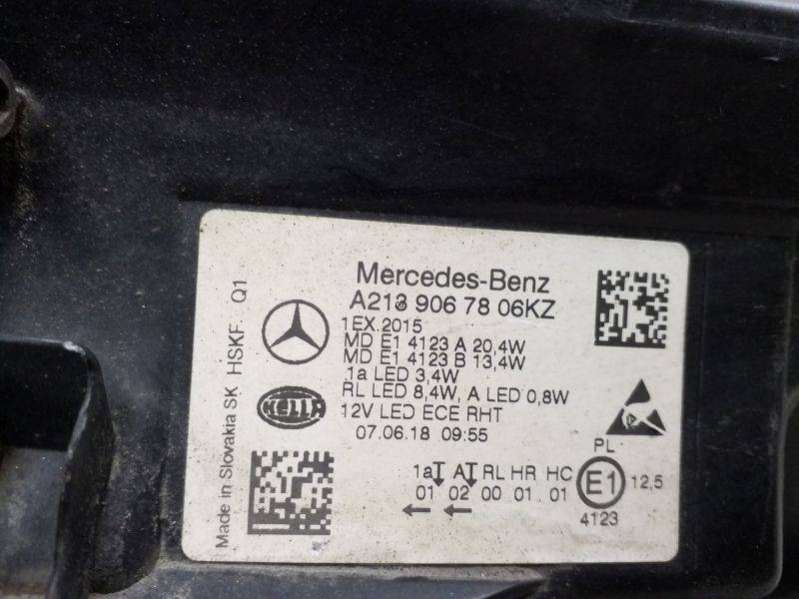 Mercedes-Benz
A213 906 78 06KZ
1EX.2015
MD E1 4123 A 20,4W
MD E1 4123 B 13,4W
1a LED 3,4W
RL LED 8,4W, A LED 0,8W
12V LED ECE RHT
07.06.18 09:55
HELLA
Made in Slovakia SK HSKF Q1
PL
1a A RL HR HC
01 02 00 01 01
E1
12,5
4123